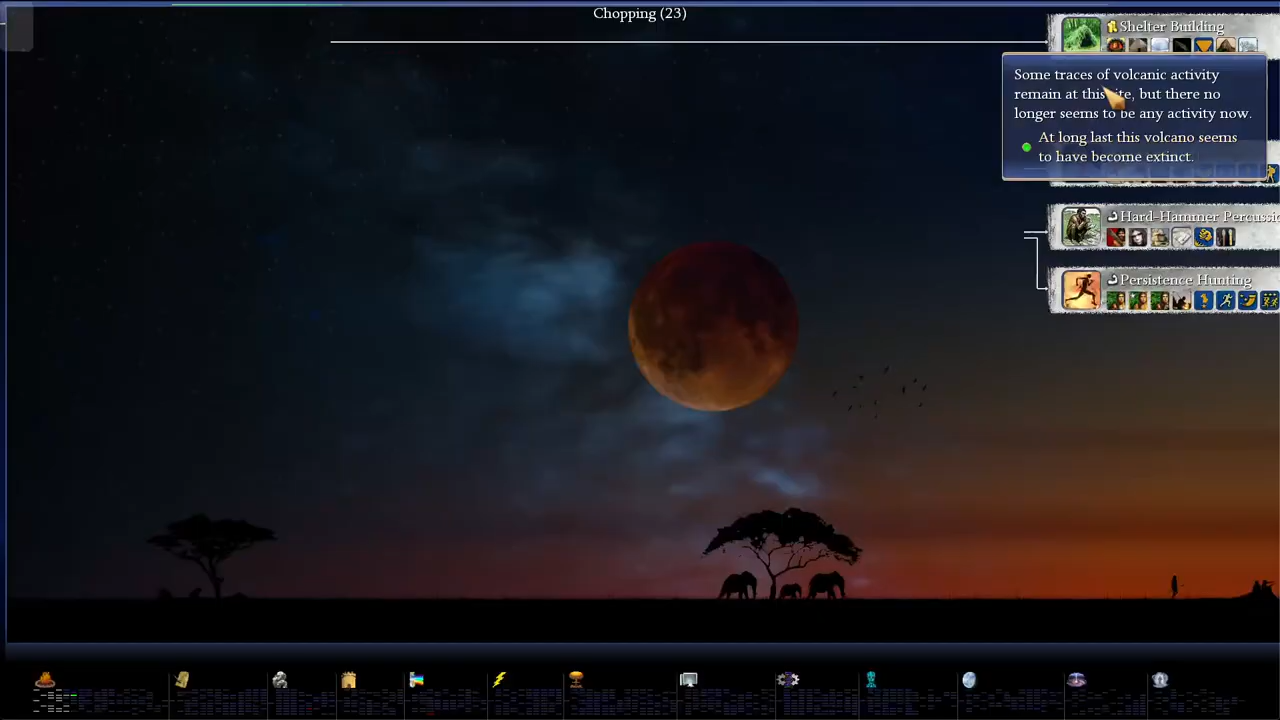 Chopping (23)
Shelter Building
Some traces of volcanic activity
remain at this site, but there no
longer seems to be any activity now.
At long last this volcano seems
to have become extinct.
Hard-Hammer
Persistence Hunting